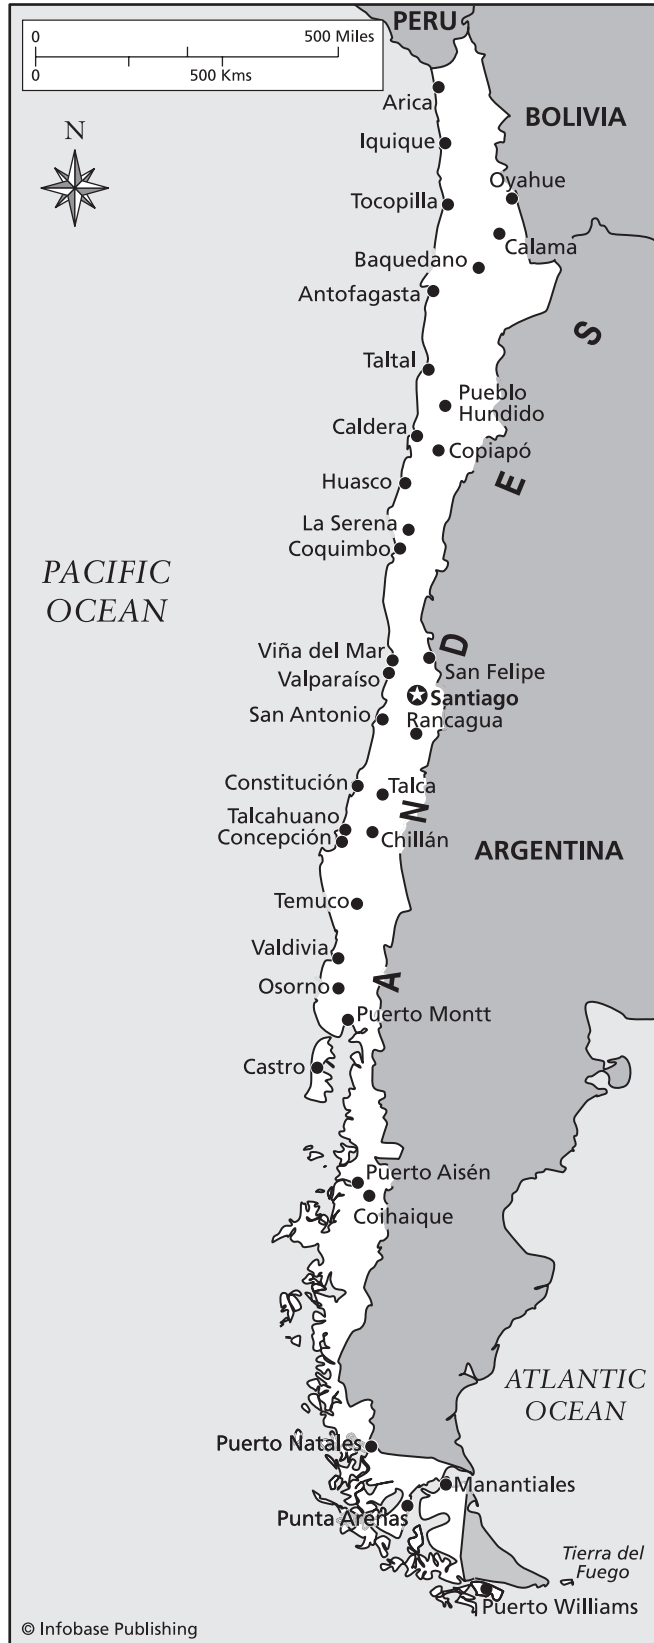 PERU
0 500 Miles
0 500 Kms
Arica
BOLIVIA
N
Iquique
Oyahue
Tocopilla
Calama
Baquedano
Antofagasta
S
Taltal
Pueblo
Hundido
Caldera
Copiapó
E
Huasco
La Serena
Coquimbo
PACIFIC
OCEAN
D
Viña del Mar
San Felipe
Valparaíso
Santiago
San Antonio
Rancagua
Constitución
Talca
N
Talcahuano
Concepción
Chillán
ARGENTINA
Temuco
Valdivia
A
Osorno
Puerto Montt
Castro
Puerto Aisén
Coihaique
ATLANTIC
OCEAN
Puerto Natales
Manantiales
Punta Arenas
Tierra del
Fuego
Puerto Williams
© Infobase Publishing